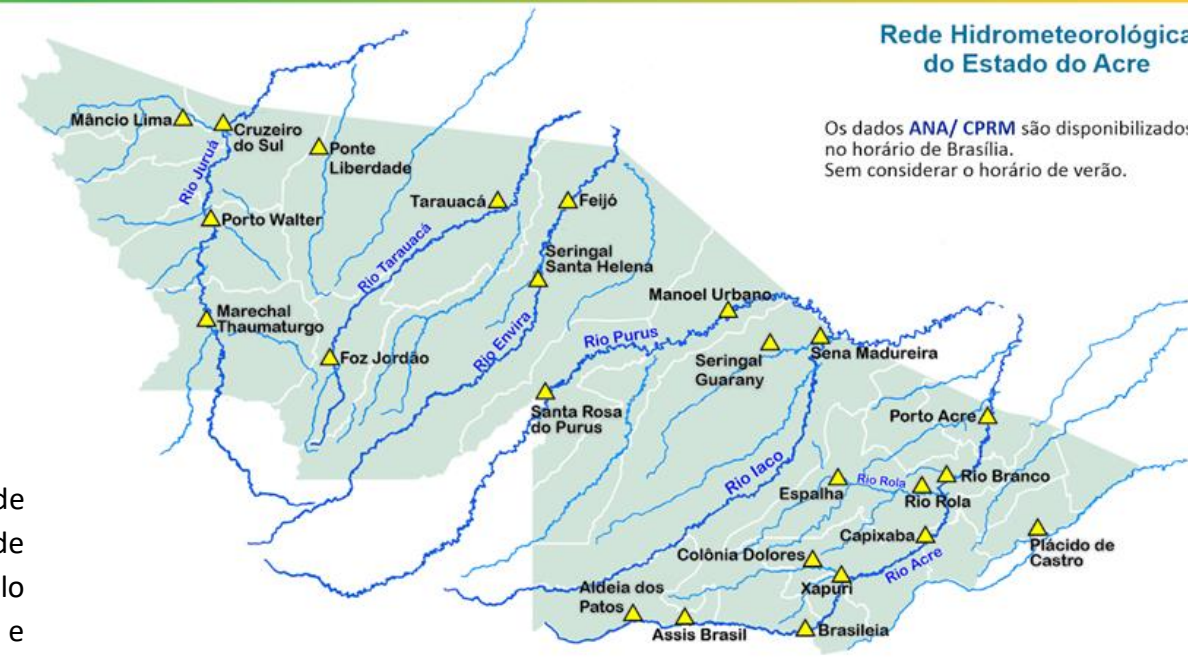 Rede Hidrometeorológica
do Estado do Acre
Os dados ANA/ CPRM são disponibilizados
no horário de Brasília.
Sem considerar o horário de verão.
Mâncio Lima
Cruzeiro
do Sul
Ponte
Liberdade
Rio Juruá
Porto Walter
Tarauacá
Feijó
Rio Tarauacá
Seringal
Santa Helena
Marechal
Thaumaturgo
Foz Jordão
Rio Envira
Manoel Urbano
Rio Purus
Seringal
Guarany
Sena Madureira
Santa Rosa
do Purus
Porto Acre
Rio Iaco
Espalha
Rio Rola
Rio Rola
Rio Branco
Capixaba
Plácido de
Castro
Colônia Dolores
Xapuri
Rio Acre
Aldeia dos
Patos
Assis Brasil
Brasileia
de
de
lo
e